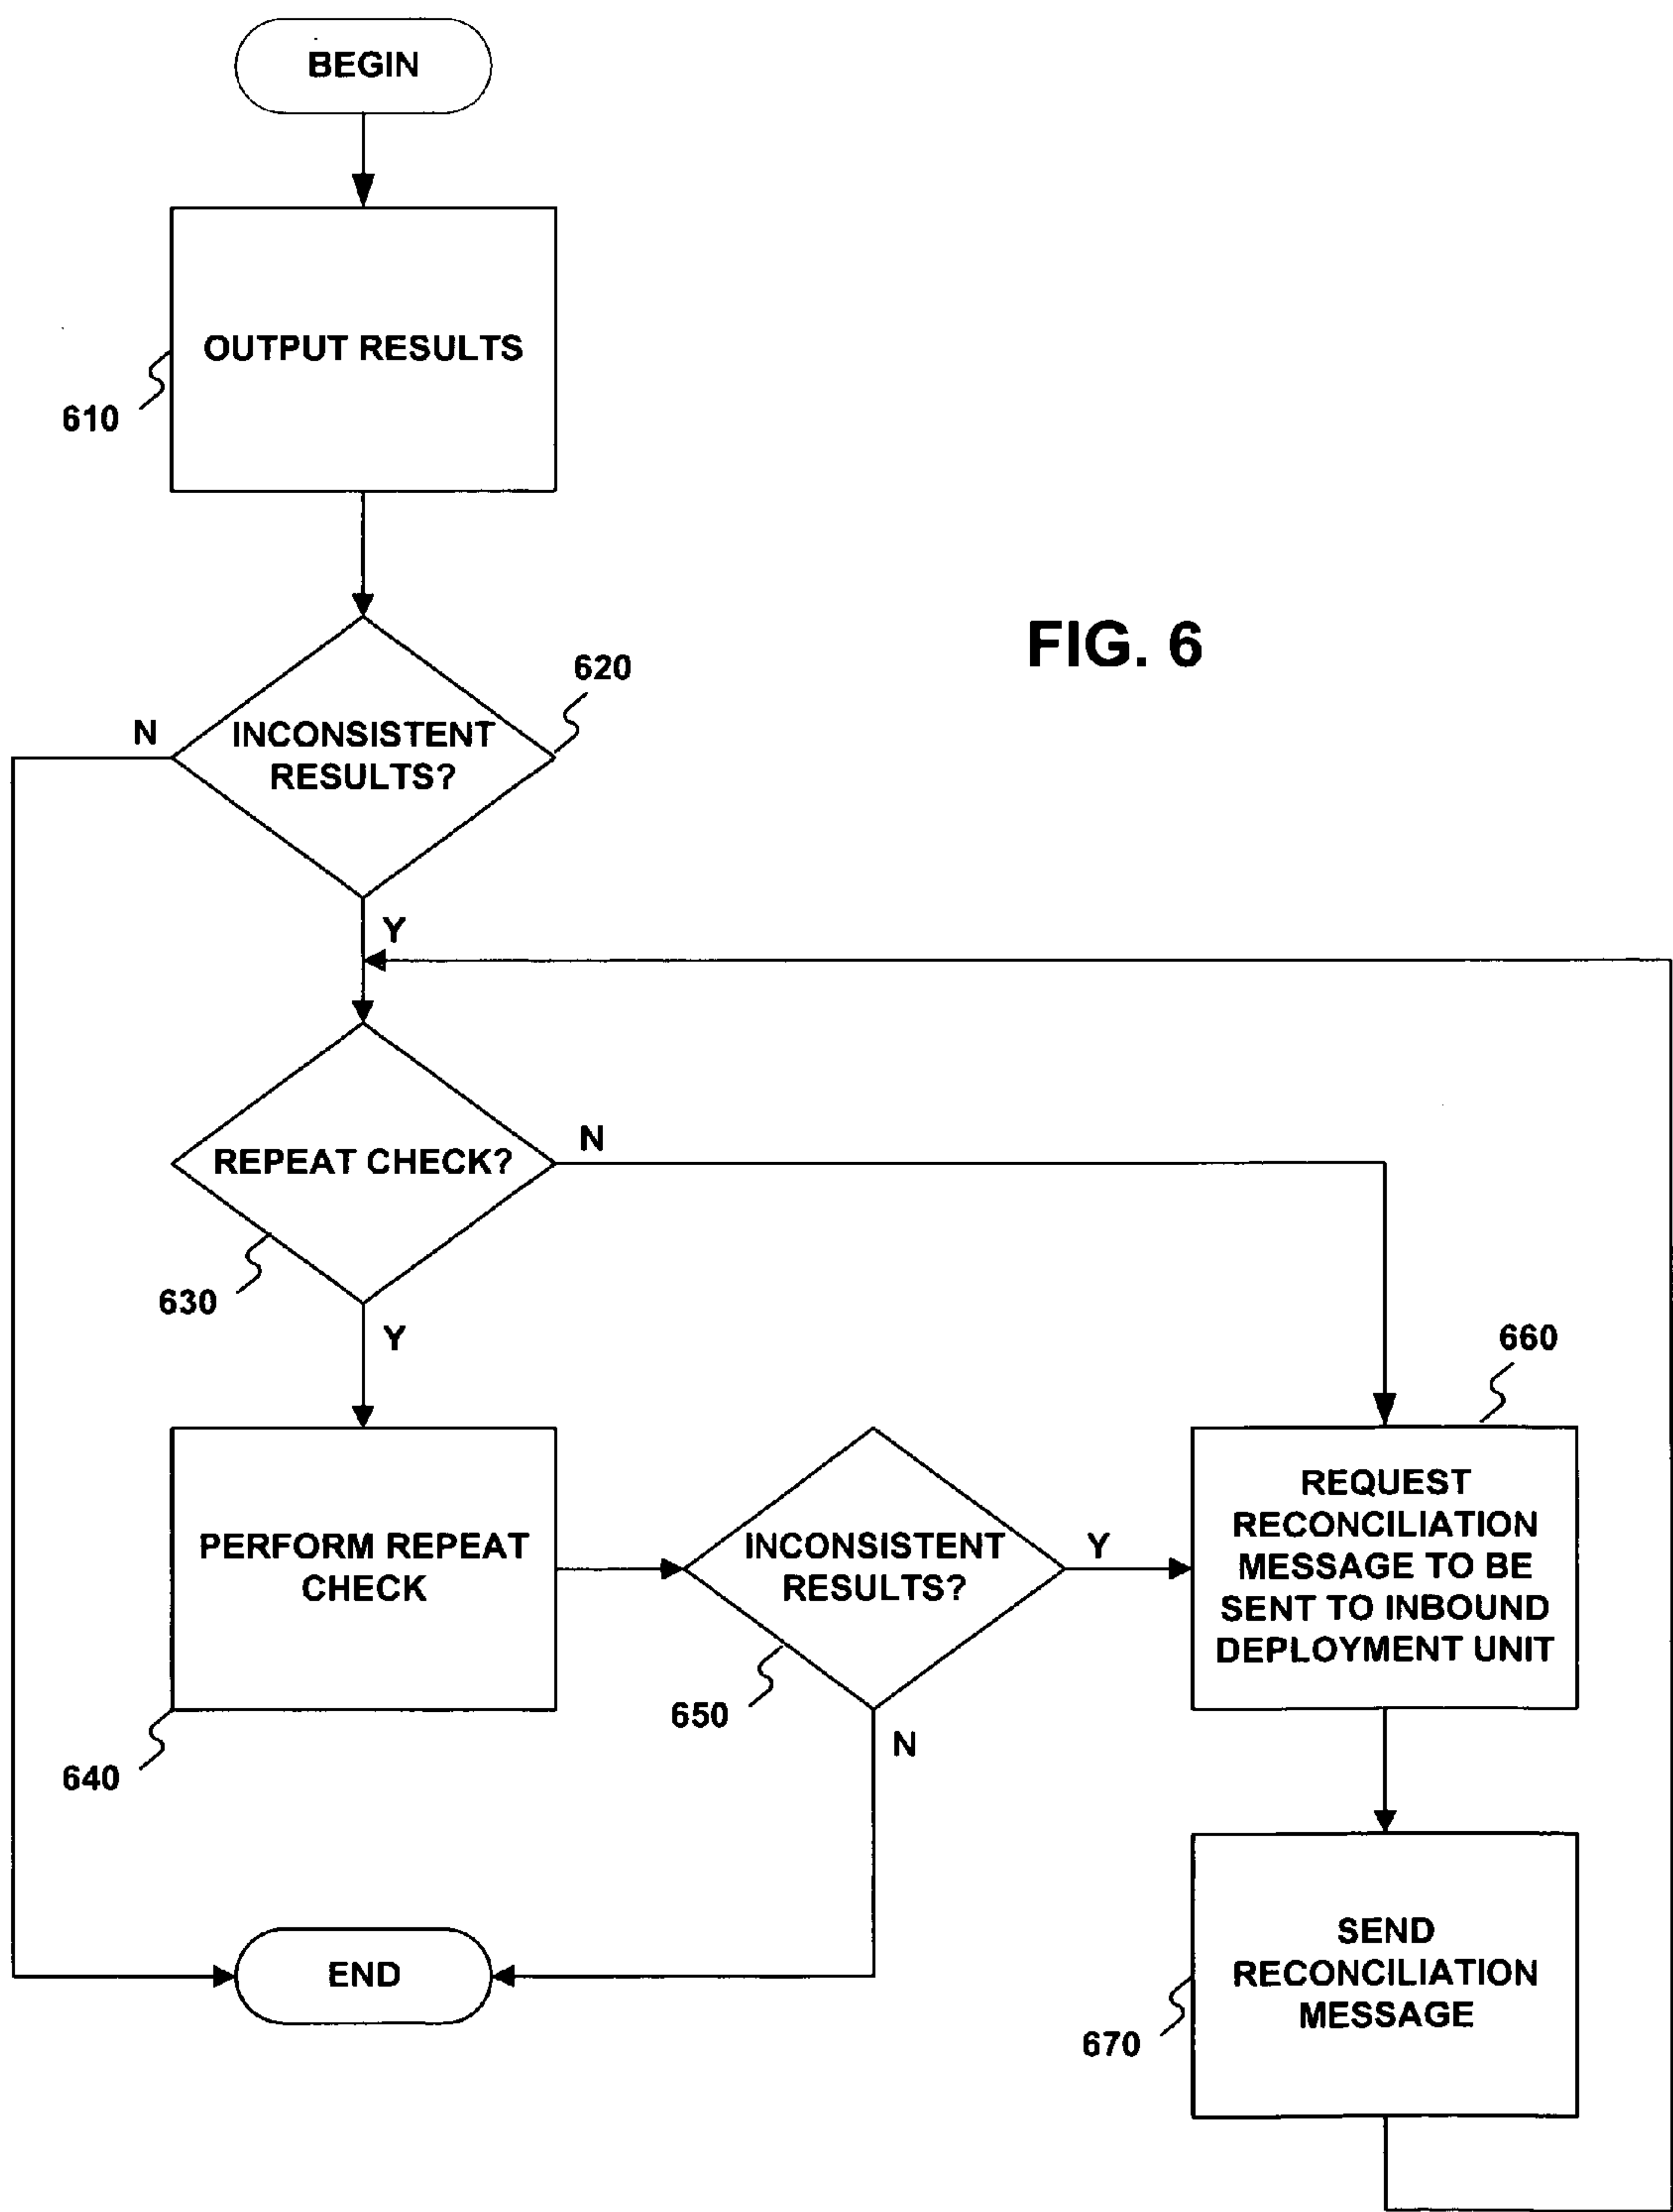 BEGIN
OUTPUT RESULTS
610
FIG. 6
620
N
INCONSISTENT
RESULTS?
Y
REPEAT CHECK?
N
630
Y
660
PERFORM REPEAT
CHECK
640
INCONSISTENT
RESULTS?
Y
650
N
REQUEST
RECONCILIATION
MESSAGE TO BE
SENT TO INBOUND
DEPLOYMENT UNIT
END
SEND
RECONCILIATION
MESSAGE
670